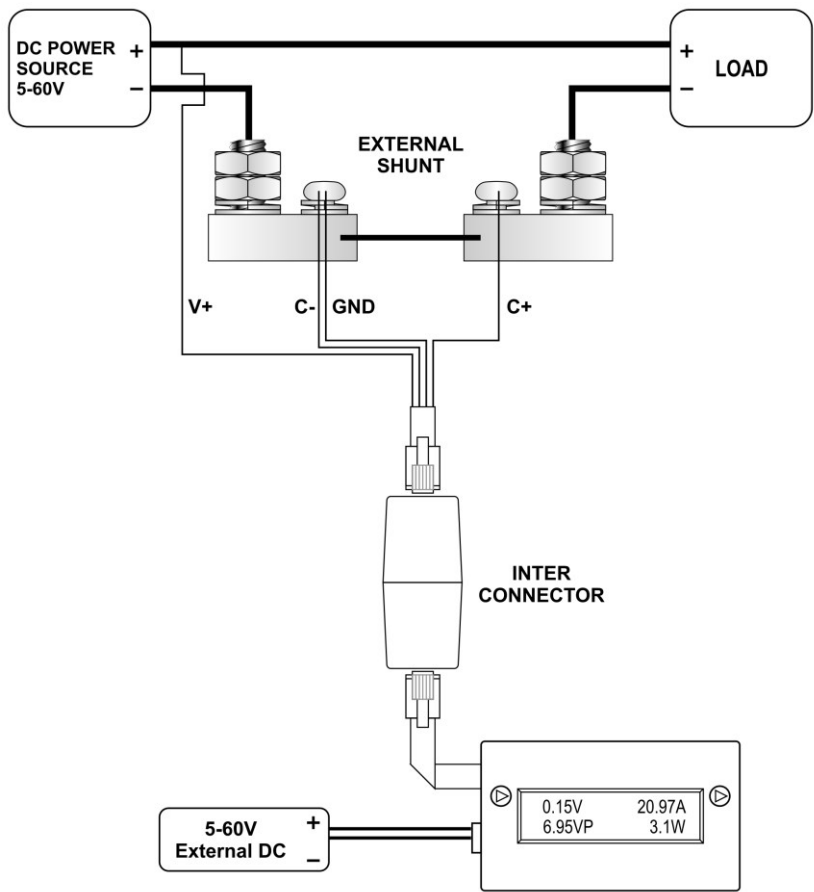 DC POWER
SOURCE
5-60V
+
−
+
−
LOAD
EXTERNAL
SHUNT
V+
C-
GND
C+
INTER
CONNECTOR
5-60V
External DC
+
−
0.15V 20.97A
6.95VP 3.1W